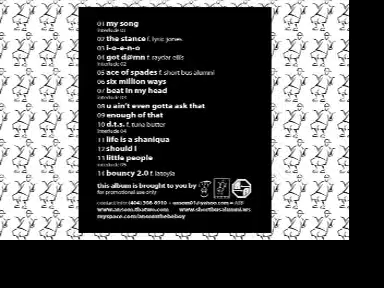 01 my song
interlude 01
02 the stance f. lyric jones
03 l-o-e-n-o
04 got d@mn f. raydar ellis
interlude 02
05 ace of spades f. short bus alumni
06 six million ways
07 beat in my head
interlude 03
08 u ain't even gotta ask that
09 enough of that
10 d.t.s. f. tuna butter
interlude 04
11 life is a shaniqua
12 should I
13 little people
interlude 05
14 bouncy 2.0 f. latoyia
this album is brought to you by
for promotional use only
contact intro (404)
myspace.com/